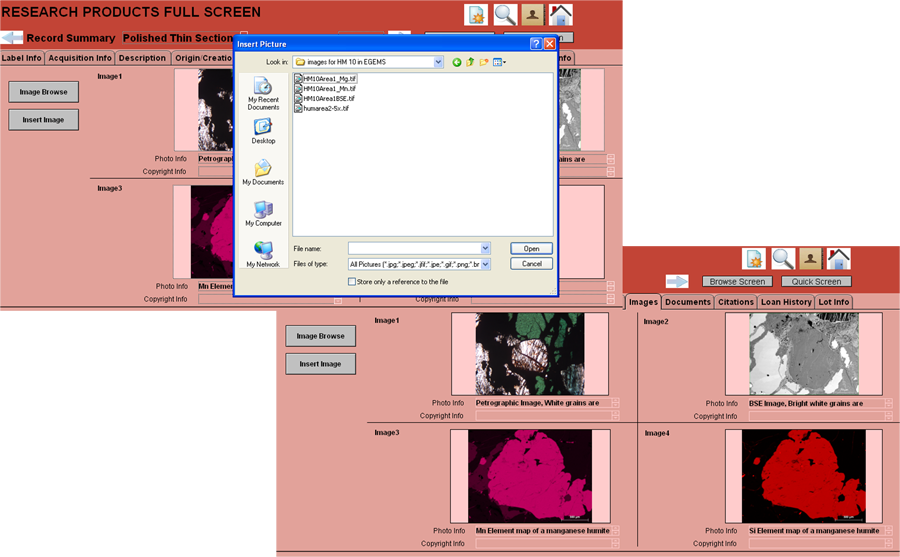 RESEARCH PRODUCTS FULL SCREEN
Record Summary Polished Thin Section
Label Info Acquisition Info Description
Image1
Image Browse
Insert Image
Photo Info Petrograph
Copyright Info
Image3
Photo Info Mn Element
Copyright Info
ains are
Copyright Info
Insert Picture
Look in: images for HM 10 in EGEMS
My Recent Documents
Desktop
My Documents
My Computer
My Network
HM10Area1_Mg.tif
HM10Area1_Mn.tif
HM10Area1BSE.tif
humarea2-5x.tif
File name:
Open
Files of type: All Pictures (*.jpg;*.jpeg;*.jfif;*.jpe;*.gif;*.png;*.br
Cancel
Store only a reference to the file
Browse Screen Quick Screen
Images Documents Citations Loan History Lot Info
Image Browse
Insert Image
Image1
Photo Info Petrographic Image, White grains are
Copyright Info
Image2
Photo Info BSE Image, Bright white grains are
Copyright Info
Image3
Photo Info Mn Element map of a manganese humite
Copyright Info
Image4
Photo Info Si Element map of a manganese humite
Copyright Info